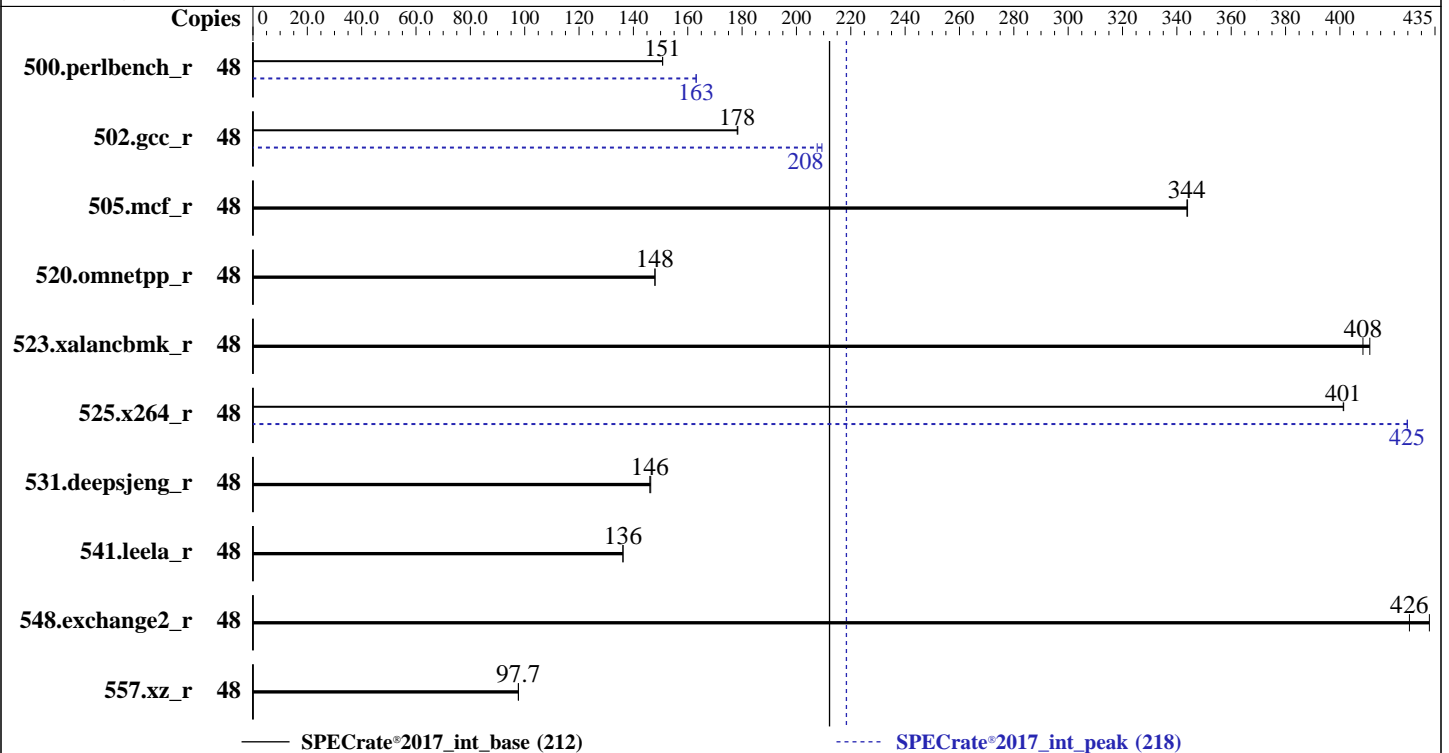 Copies 0 20.0 40.0 60.0 80.0 100 120 140 160 180 200 220 240 260 280 300 320 340 360 380 400 435
151
500.perlbench_r 48
163
178
502.gcc_r 48
208
344
505.mcf_r 48
148
520.omnetpp_r 48
408
523.xalancbmk_r 48
401
525.x264_r 48
425
146
531.deepsjeng_r 48
136
541.leela_r 48
426
548.exchange2_r 48
97.7
557.xz_r 48
SPECrate®2017_int_base (212) SPECrate®2017_int_peak (218)